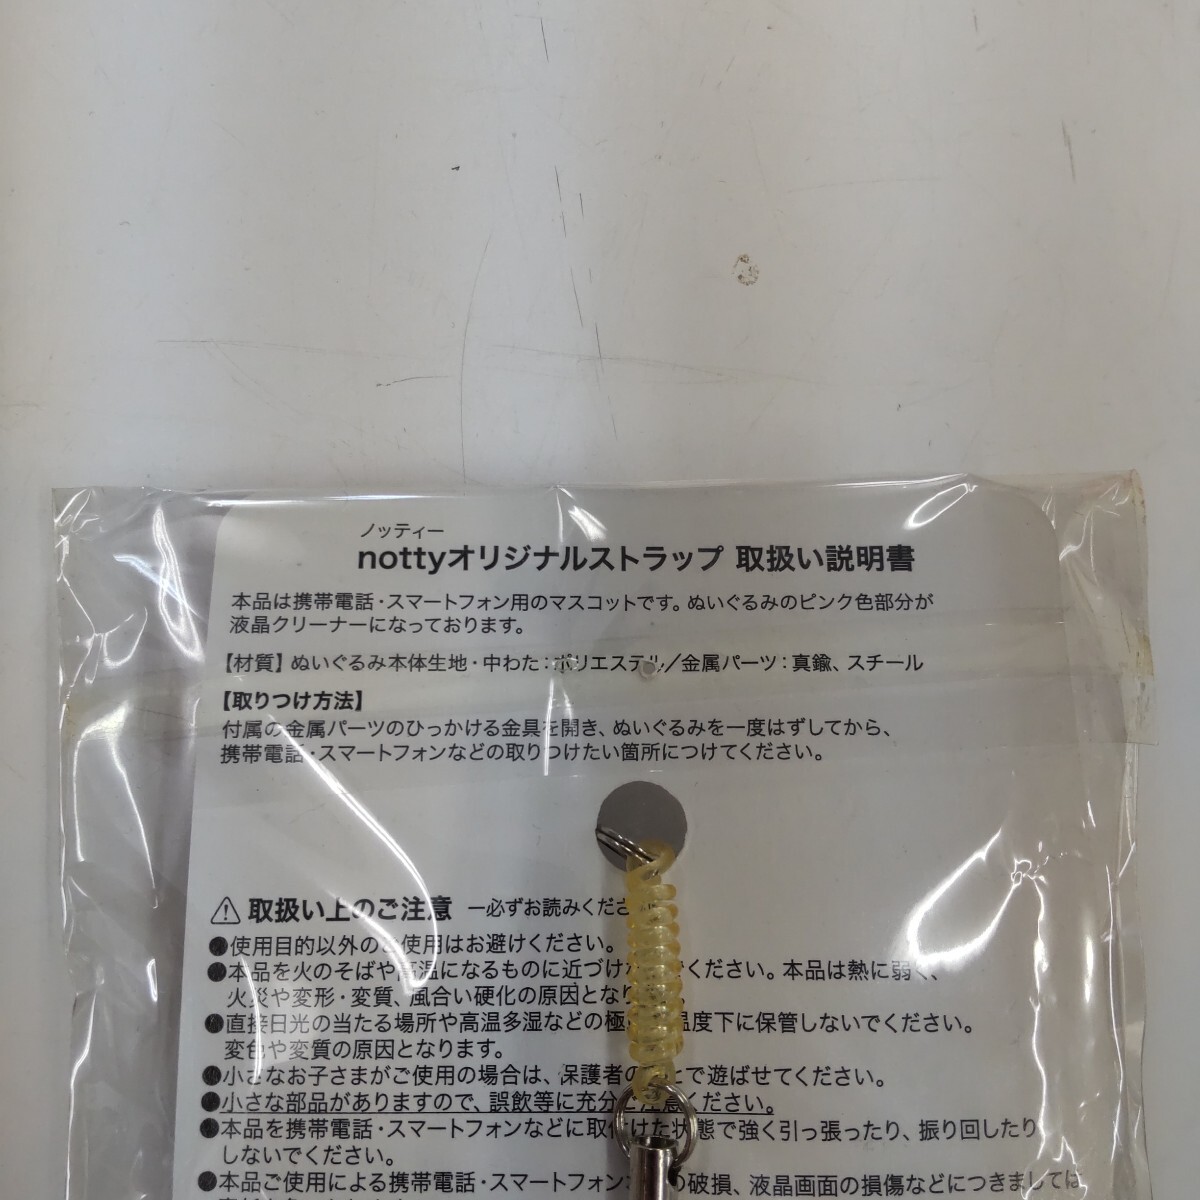 ノッティー
nottyオリジナルストラップ 取扱い説明書
本品は携帯電話・スマートフォン用のマスコットです。ぬいぐるみのピンク色部分が
液晶クリーナーになっております。
【材質】ぬいぐるみ本体生地・中わた：ポリエステル／金属パーツ：真鍮、スチール
【取りつけ方法】
付属の金属パーツのひっかける金具を開き、ぬいぐるみを一度はずしてから、
携帯電話・スマートフォンなどの取りつけたい箇所につけてください。
取扱い上のご注意 ー必ずお読みくださ
●使用目的以外のご使用はお避けください。
●本品を火のそばや高温になるものに近づけな でください。本品は熱に弱く、
火災や変形・変質、風合い硬化の原因となり 。
●直接日光の当たる場所や高温多湿などの極 温度下に保管しないでください。
変色や変質の原因となります。
●小さなお子さまがご使用の場合は、保護者の とで遊ばせてください。
●小さな部品がありますので、誤飲等に充分ご注意ください。
●本品を携帯電話・スマートフォンなどに取付けた状態で強く引っ張ったり、振り回したり
しないでください。
●本品ご使用による携帯電話・スマートフォン の破損、液晶画面の損傷などにつきましては